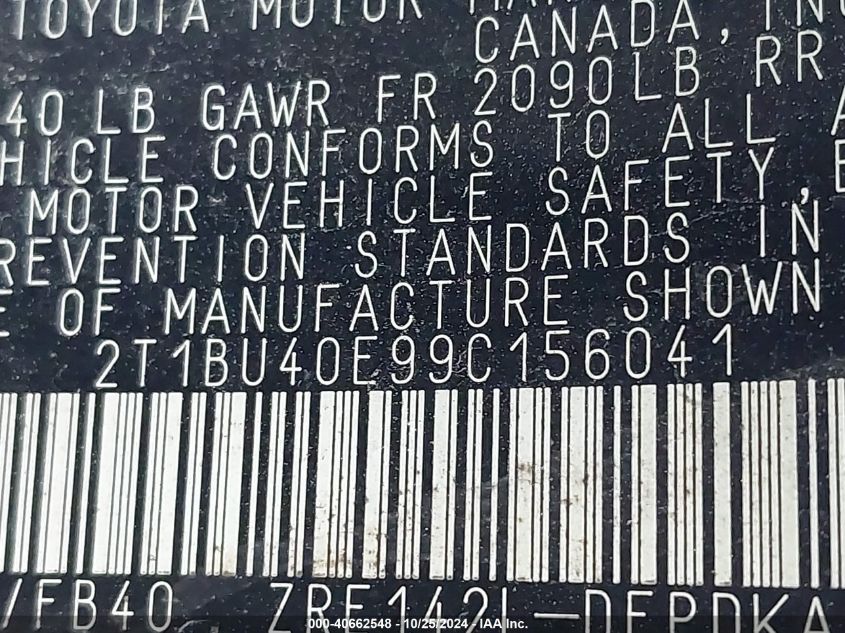 TOYOTA MOTOR
CANADA, INC
40 LB GAWR FR 2090LB RR
HICLE CONFORMS TO ALL A
MOTOR VEHICLE SAFETY, E
REVENTION STANDARDS IN
E OF MANUFACTURE SHOWN
2T1BU40E99C156041
/FB40 ZRE142L-DEPDKA
000-40662548 - 10/25/2024 - IAA Inc.